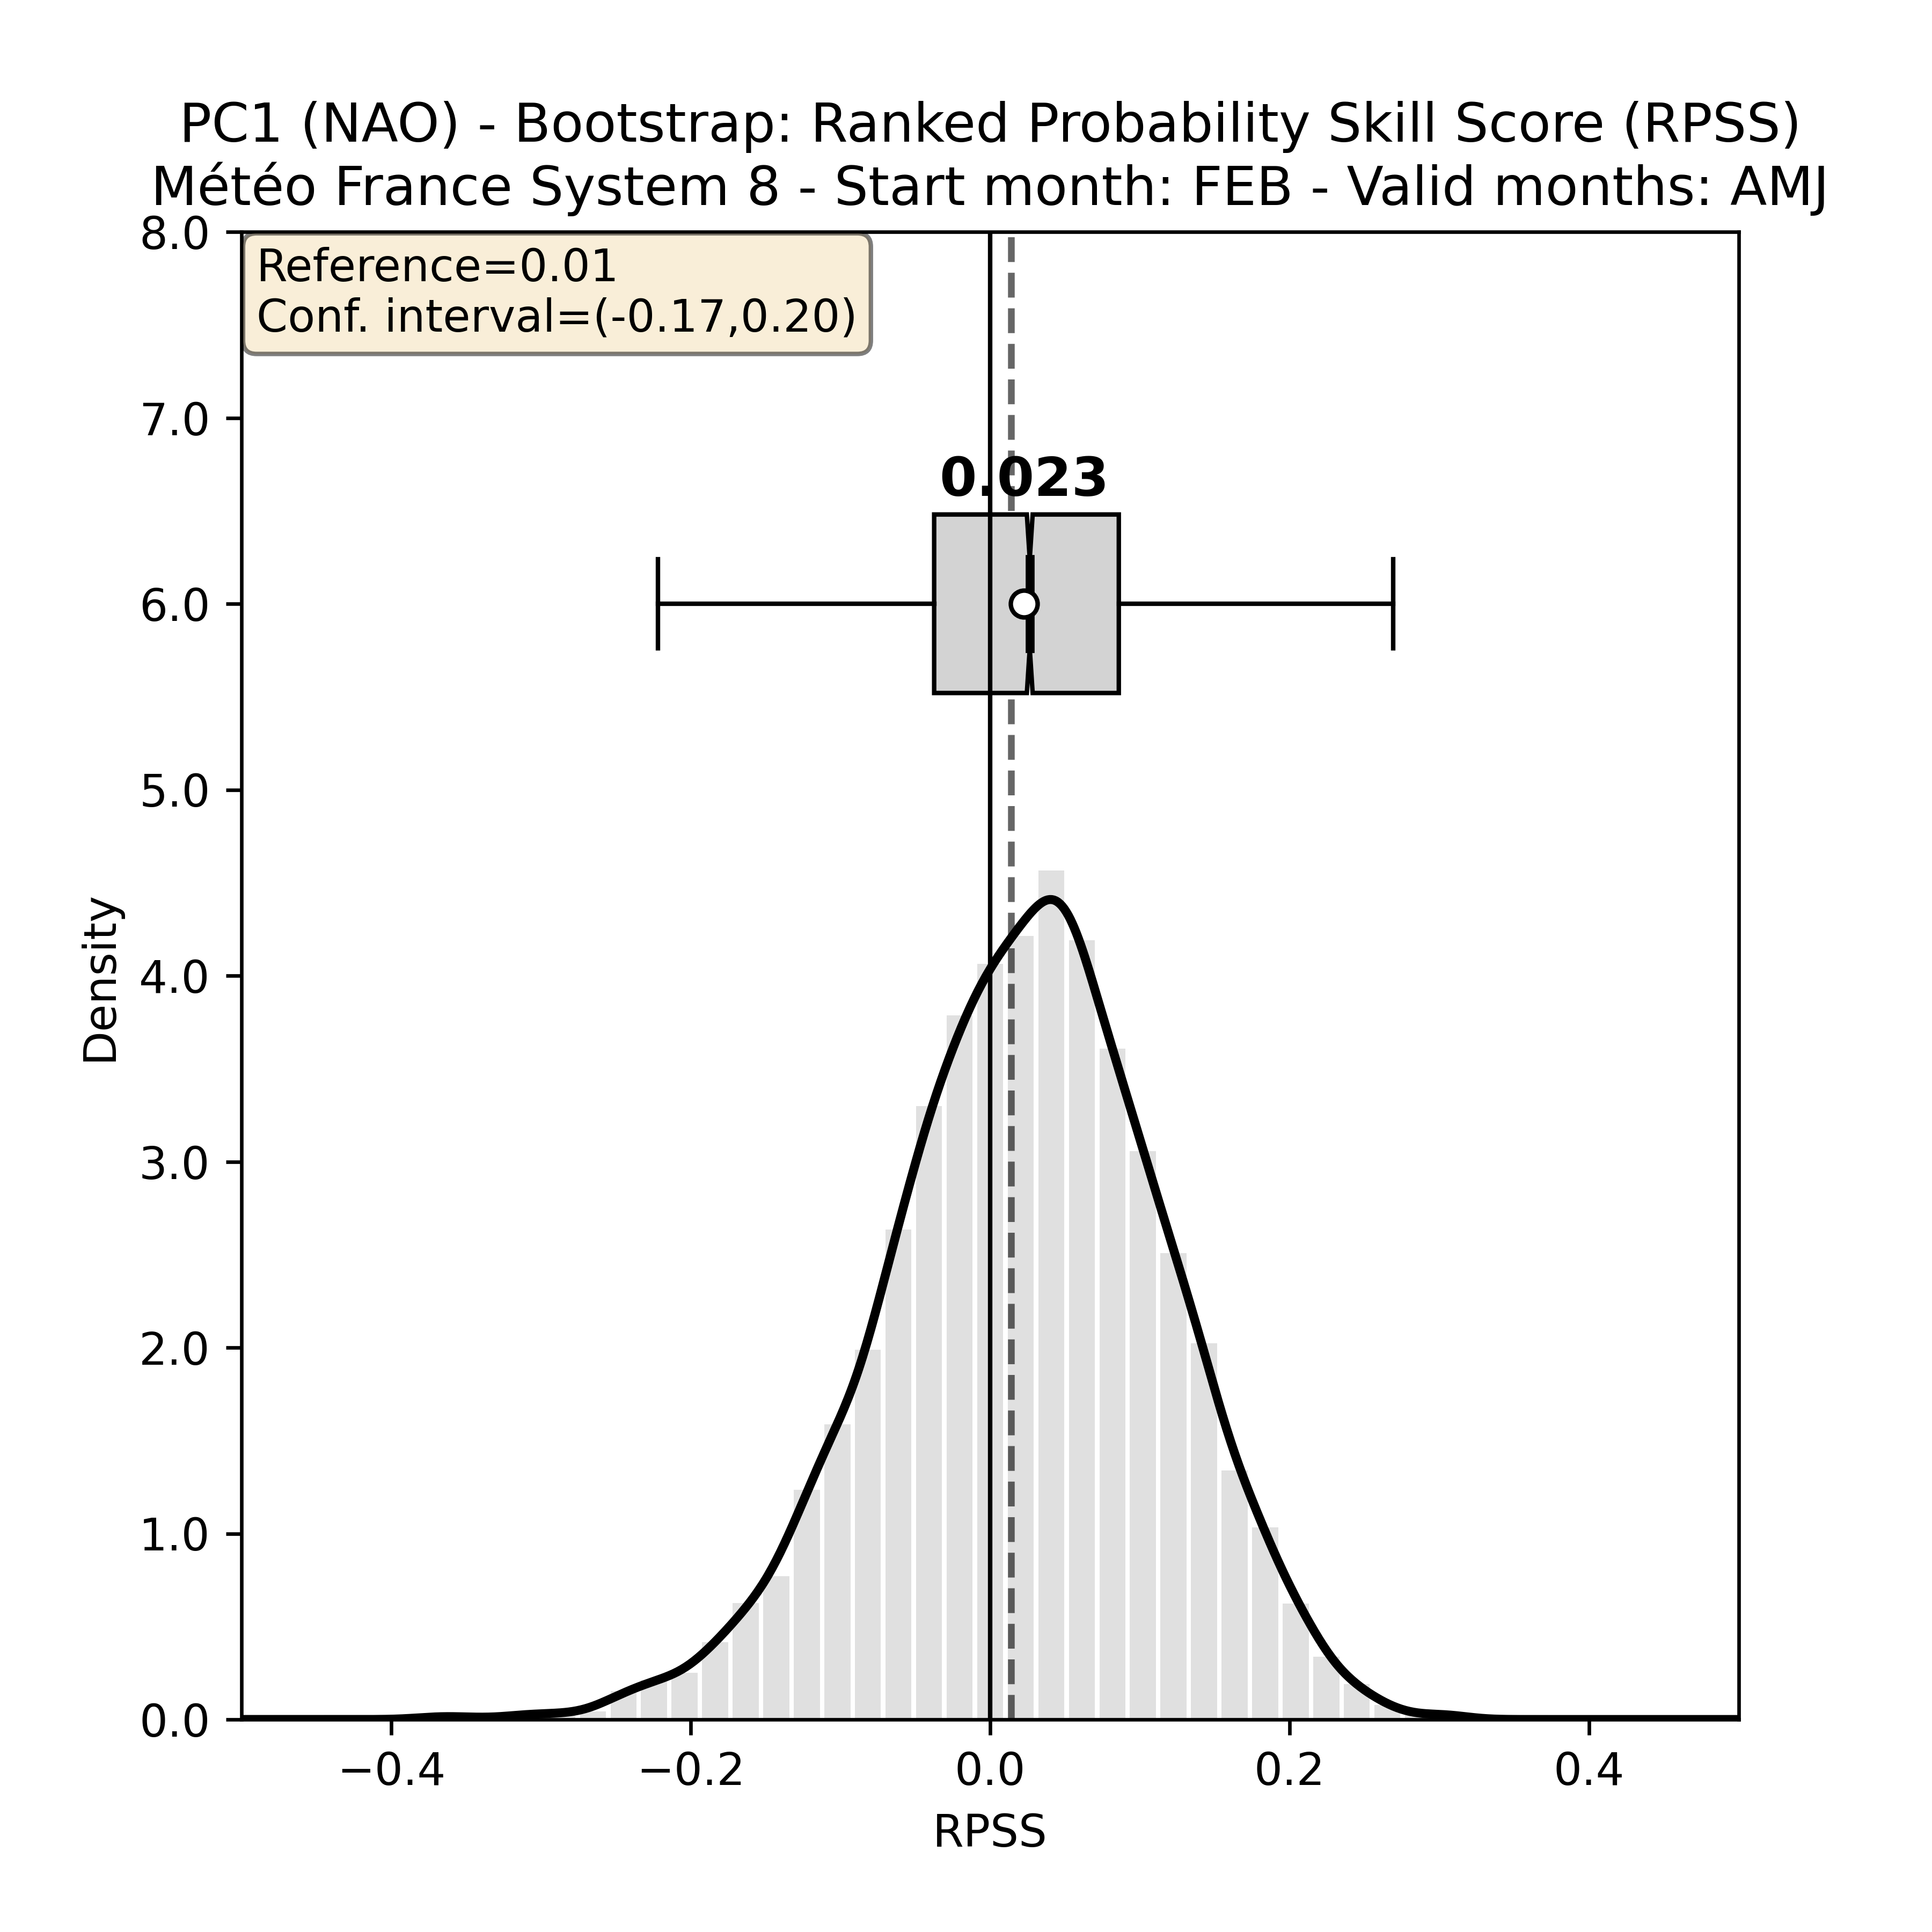 PC1 (NAO) - Bootstrap: Ranked Probability Skill Score (RPSS)
Météo France System 8 - Start month: FEB - Valid months: AMJ
Reference=0.01
Conf. interval=(-0.17,0.20)
0.023
8.0
7.0
6.0
5.0
4.0
3.0
2.0
1.0
0.0
Density
−0.4
−0.2
0.0
0.2
0.4
RPSS